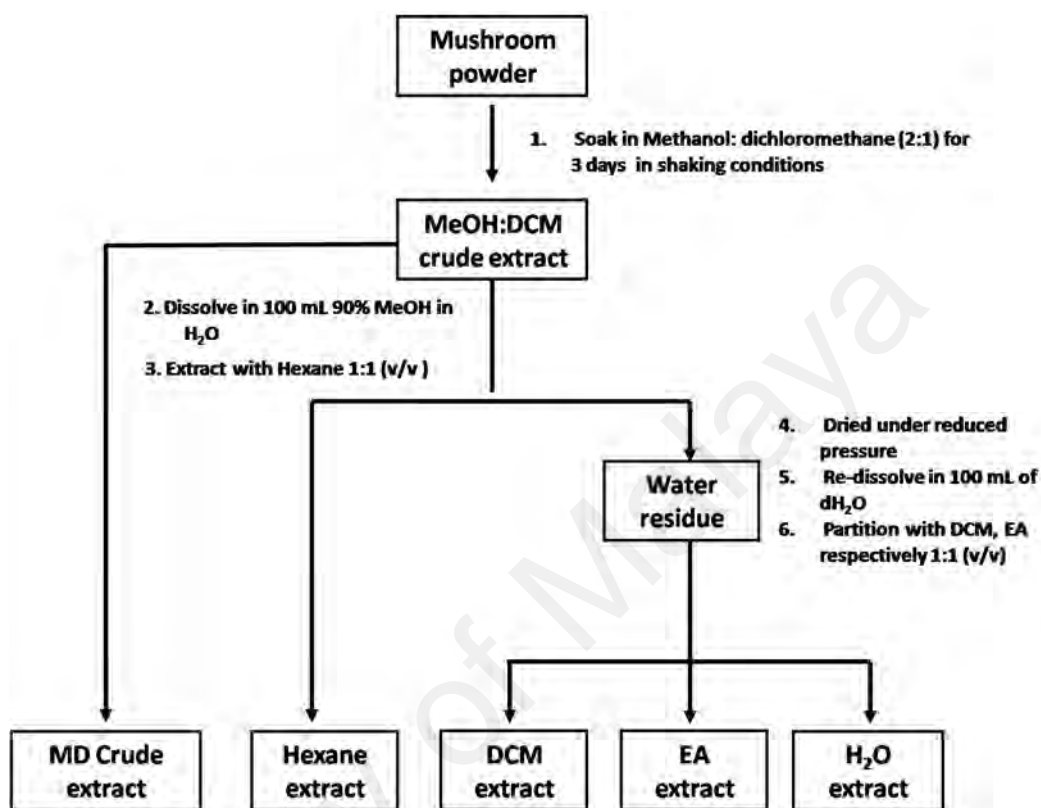 Mushroom
powder
1. Soak in Methanol: dichloromethane (2:1) for
3 days in shaking conditions
MeOH:DCM
crude extract
2. Dissolve in 100 mL 90% MeOH in
H₂O
3. Extract with Hexane 1:1 (v/v )
4. Dried under reduced
pressure
5. Re-dissolve in 100 mL of
dH₂O
6. Partition with DCM, EA
respectively 1:1 (v/v)
Water
residue
MD Crude
extract
Hexane
extract
DCM
extract
EA
extract
H₂O
extract
of Malaya